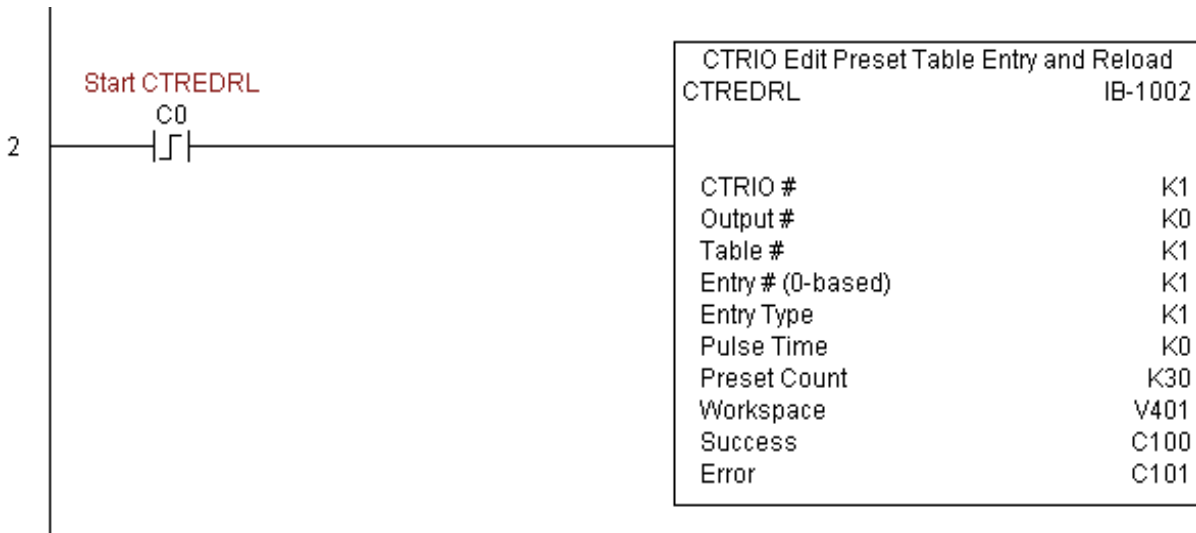 Start CTREDRL
C0
2
CTRIO Edit Preset Table Entry and Reload
CTREDRL IB-1002
CTRIO # K1
Output # K0
Table # K1
Entry # (0-based) K1
Entry Type K1
Pulse Time K0
Preset Count K30
Workspace V401
Success C100
Error C101